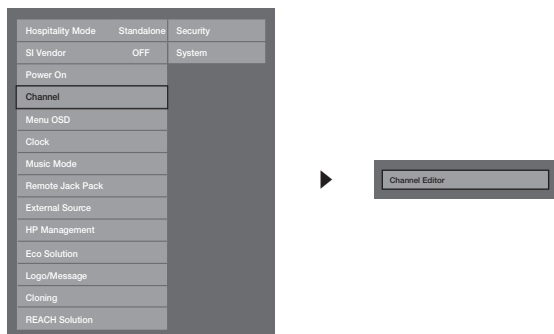 Hospitality Mode Standalone Security
SI Vendor OFF System
Power On
Channel
Menu OSD
Clock
Music Mode
Remote Jack Pack
External Source
HP Management
Eco Solution
Logo/Message
Cloning
REACH Solution
Channel Editor